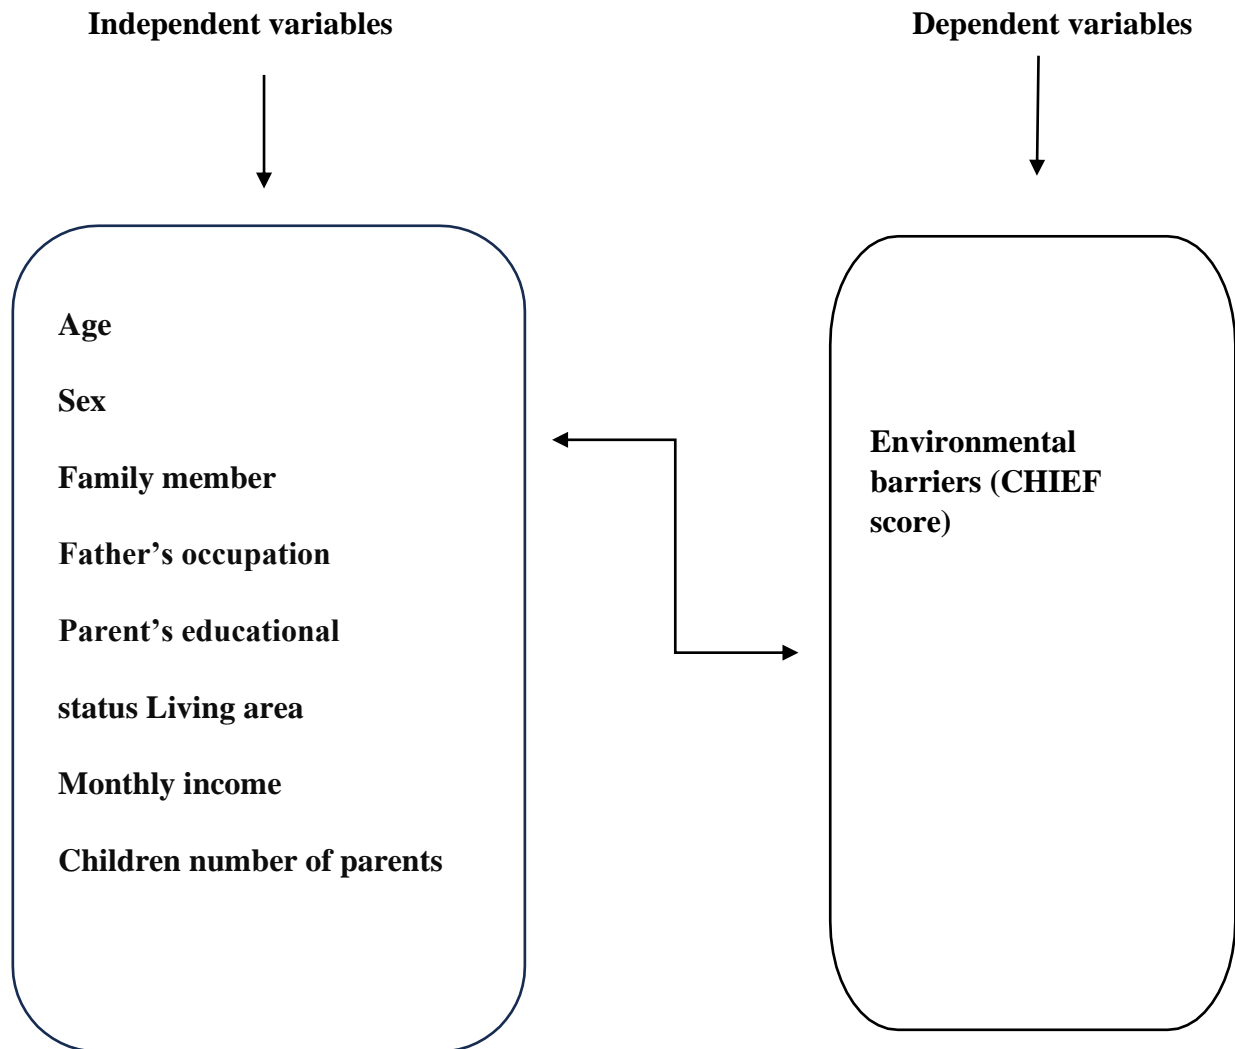 Independent variables
Dependent variables
Age
Sex
Family member
Father’s occupation
Parent’s educational
status Living area
Monthly income
Children number of parents
Environmental
barriers (CHIEF
score)